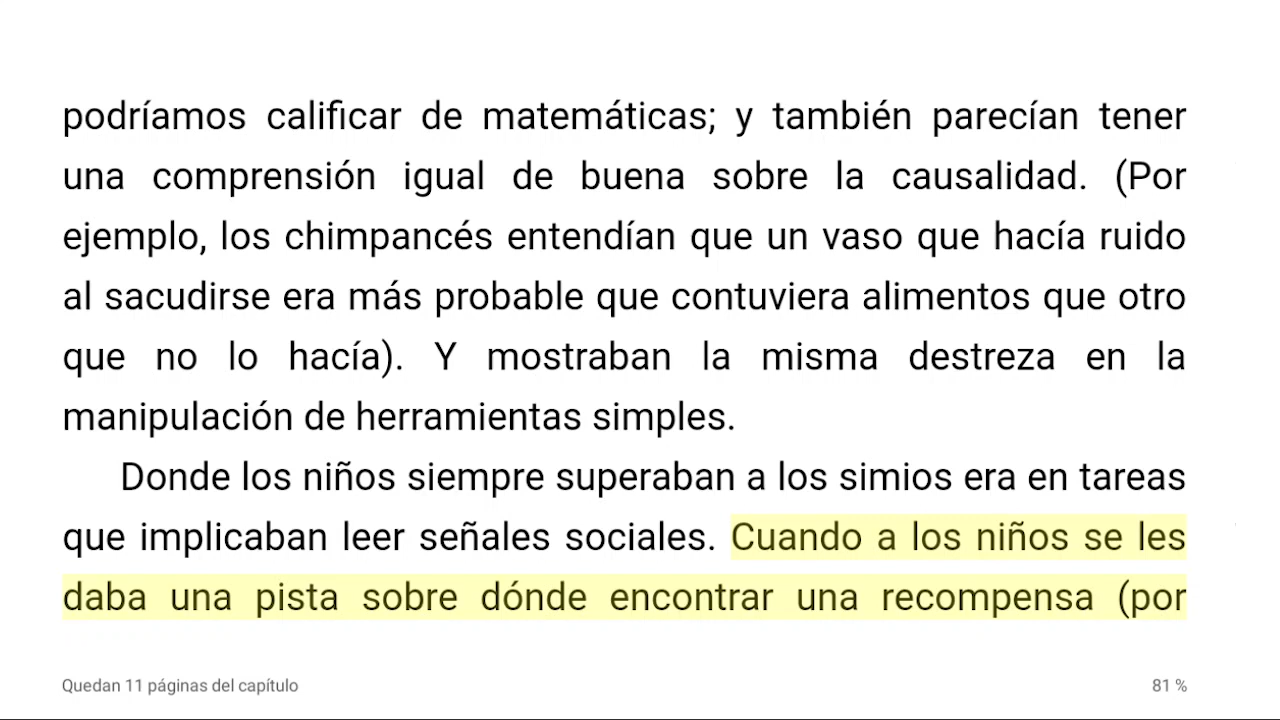 podríamos calificar de matemáticas; y también parecían tener
una comprensión igual de buena sobre la causalidad. (Por
ejemplo, los chimpancés entendían que un vaso que hacía ruido
al sacudirse era más probable que contuviera alimentos que otro
que no lo hacía). Y mostraban la misma destreza en la
manipulación de herramientas simples.
Donde los niños siempre superaban a los simios era en tareas
que implicaban leer señales sociales. Cuando a los niños se les
daba una pista sobre dónde encontrar una recompensa (por
Quedan 11 páginas del capítulo
81 %